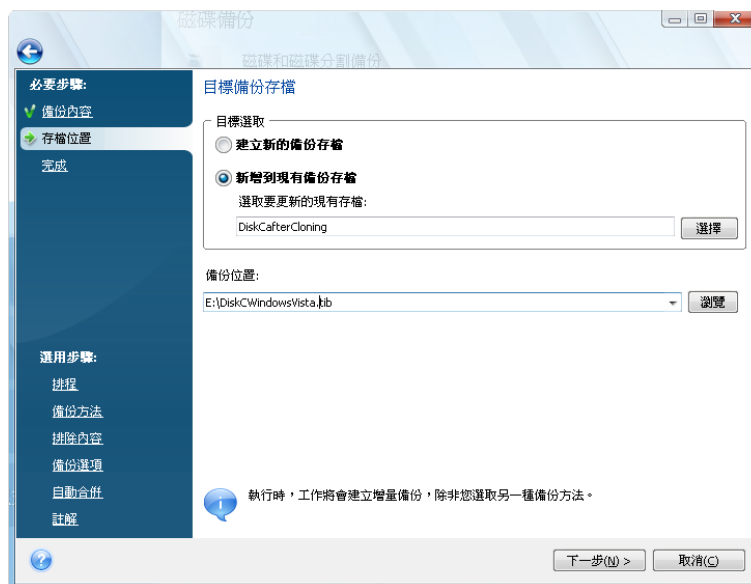 磁碟備份
磁碟和磁碟分割備份
必要步驟:
備份內容
存檔位置
完成
選用步驟:
排程
備份方法
排除內容
備份選項
自動合併
註解
目標備份存檔
目標選取
建立新的備份存檔
新增到現有備份存檔
選取要更新的現有存檔:
DiskCafterCloning
選擇
備份位置:
E:\DiskCWindowsVista.tib
瀏覽
執行時，工作將會建立增量備份，除非您選取另一種備份方法。
下一步(N) >
取消(C)